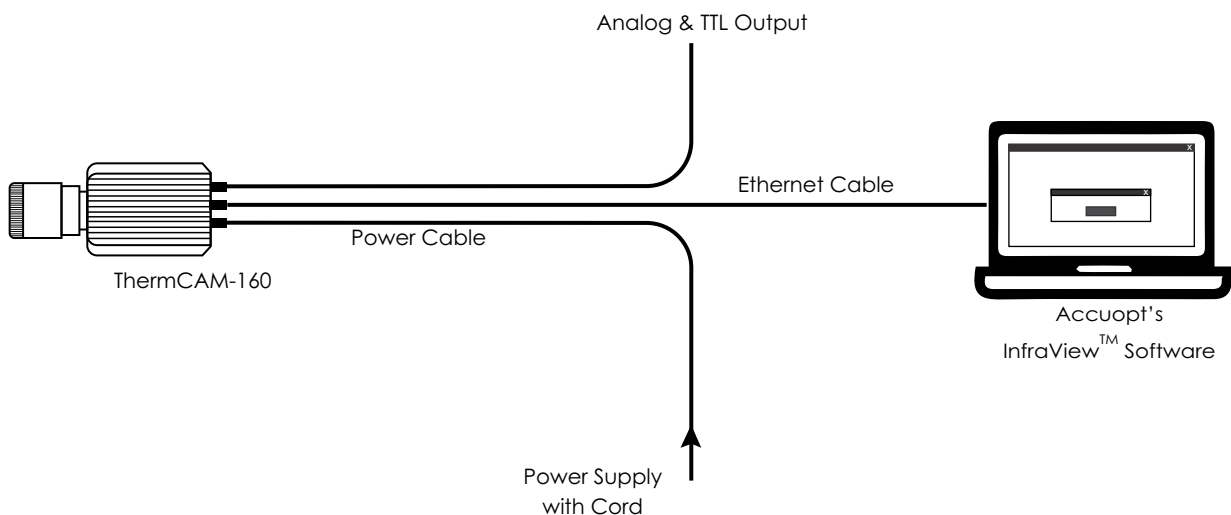 Analog & TTL Output
Ethernet Cable
Power Cable
ThermCAM-160
X
X
Accuopt's
InfraView™ Software
Power Supply
with Cord